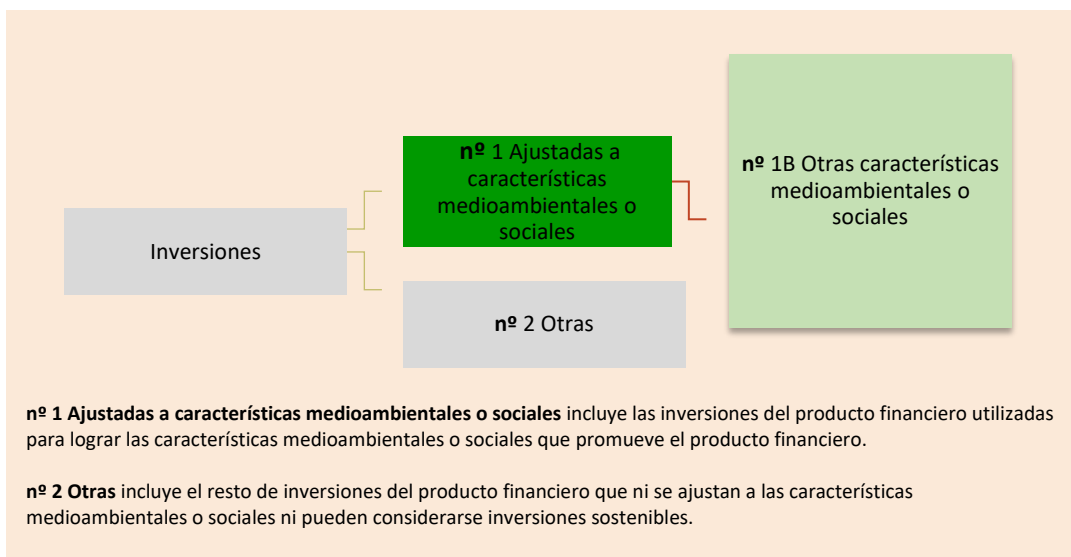 Inversiones
nº 1 Ajustadas a
características
medioambientales o
sociales
nº 2 Otras
nº 1B Otras características
medioambientales o
sociales
nº 1 Ajustadas a características medioambientales o sociales incluye las inversiones del producto financiero utilizadas
para lograr las características medioambientales o sociales que promueve el producto financiero.
nº 2 Otras incluye el resto de inversiones del producto financiero que ni se ajustan a las características
medioambientales o sociales ni pueden considerarse inversiones sostenibles.